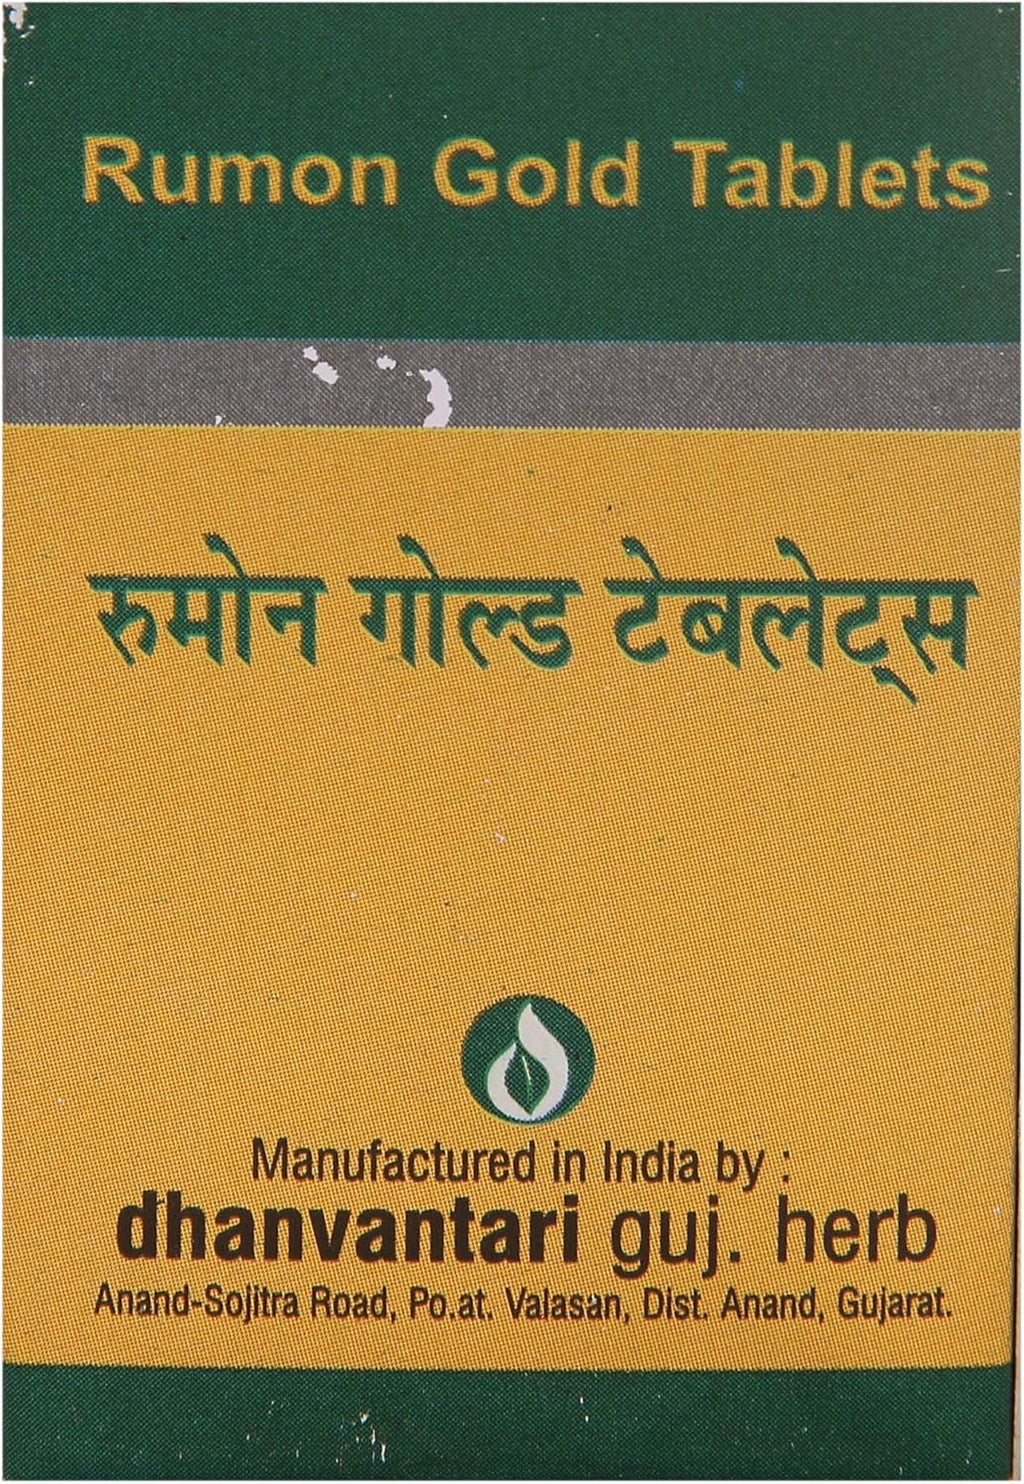 Rumon Gold Tablets
रुमोन गोल्ड टेबलेट्स
Manufactured in India by :
dhanvantari guj. herb
Anand-Sojitra Road, Po.at. Valasan, Dist. Anand, Gujarat.